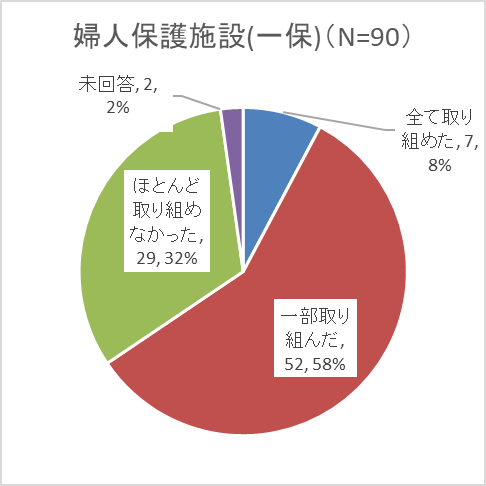 婦人保護施設(一保)（N=90）
未回答, 2,
2%
全て取り
組めた, 7,
8%
ほとんど
取り組め
なかった,
29, 32%
一部取り
組んだ,
52, 58%